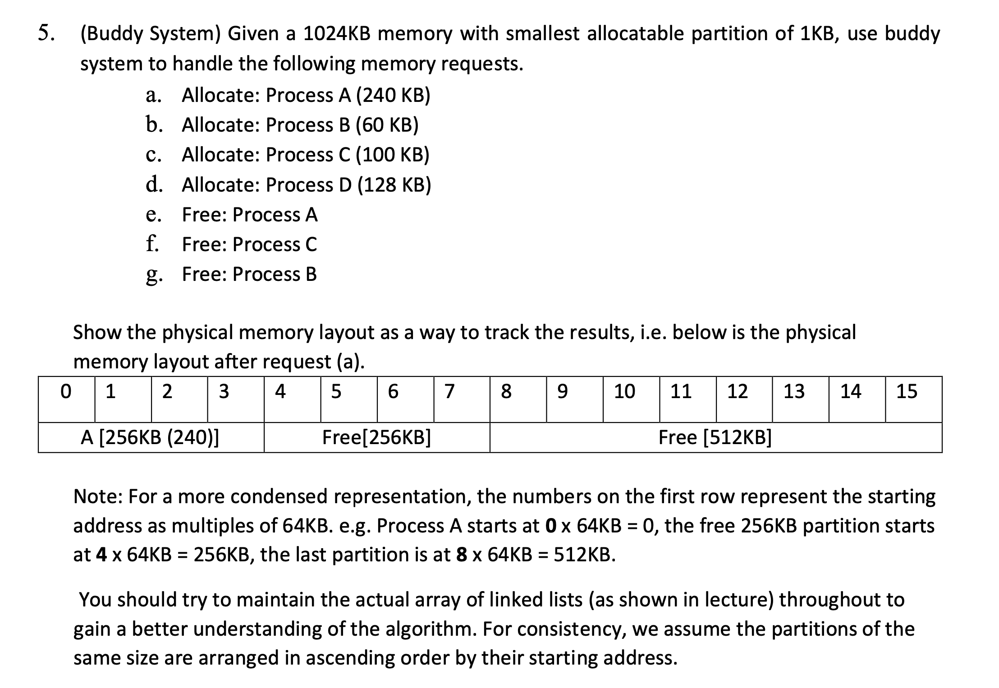 5. (Buddy System) Given a 1024KB memory with smallest allocatable partition of 1KB, use buddy
system to handle the following memory requests.
a. Allocate: Process A (240 KB)
b. Allocate: Process B (60 KB)
c. Allocate: Process C (100 KB)
d. Allocate: Process D (128 KB)
e. Free: Process A
f. Free: Process C
g. Free: Process B
Show the physical memory layout as a way to track the results, i.e. below is the physical
memory layout after request (a).
0 1 2 3 4 5 6 7 8 9 10 11 12 13 14 15
A [256KB (240)] Free[256KB] Free [512KB]
Note: For a more condensed representation, the numbers on the first row represent the starting
address as multiples of 64KB. e.g. Process A starts at 0 x 64KB = 0, the free 256KB partition starts
at 4 x 64KB = 256KB, the last partition is at 8 x 64KB = 512KB.
You should try to maintain the actual array of linked lists (as shown in lecture) throughout to
gain a better understanding of the algorithm. For consistency, we assume the partitions of the
same size are arranged in ascending order by their starting address.